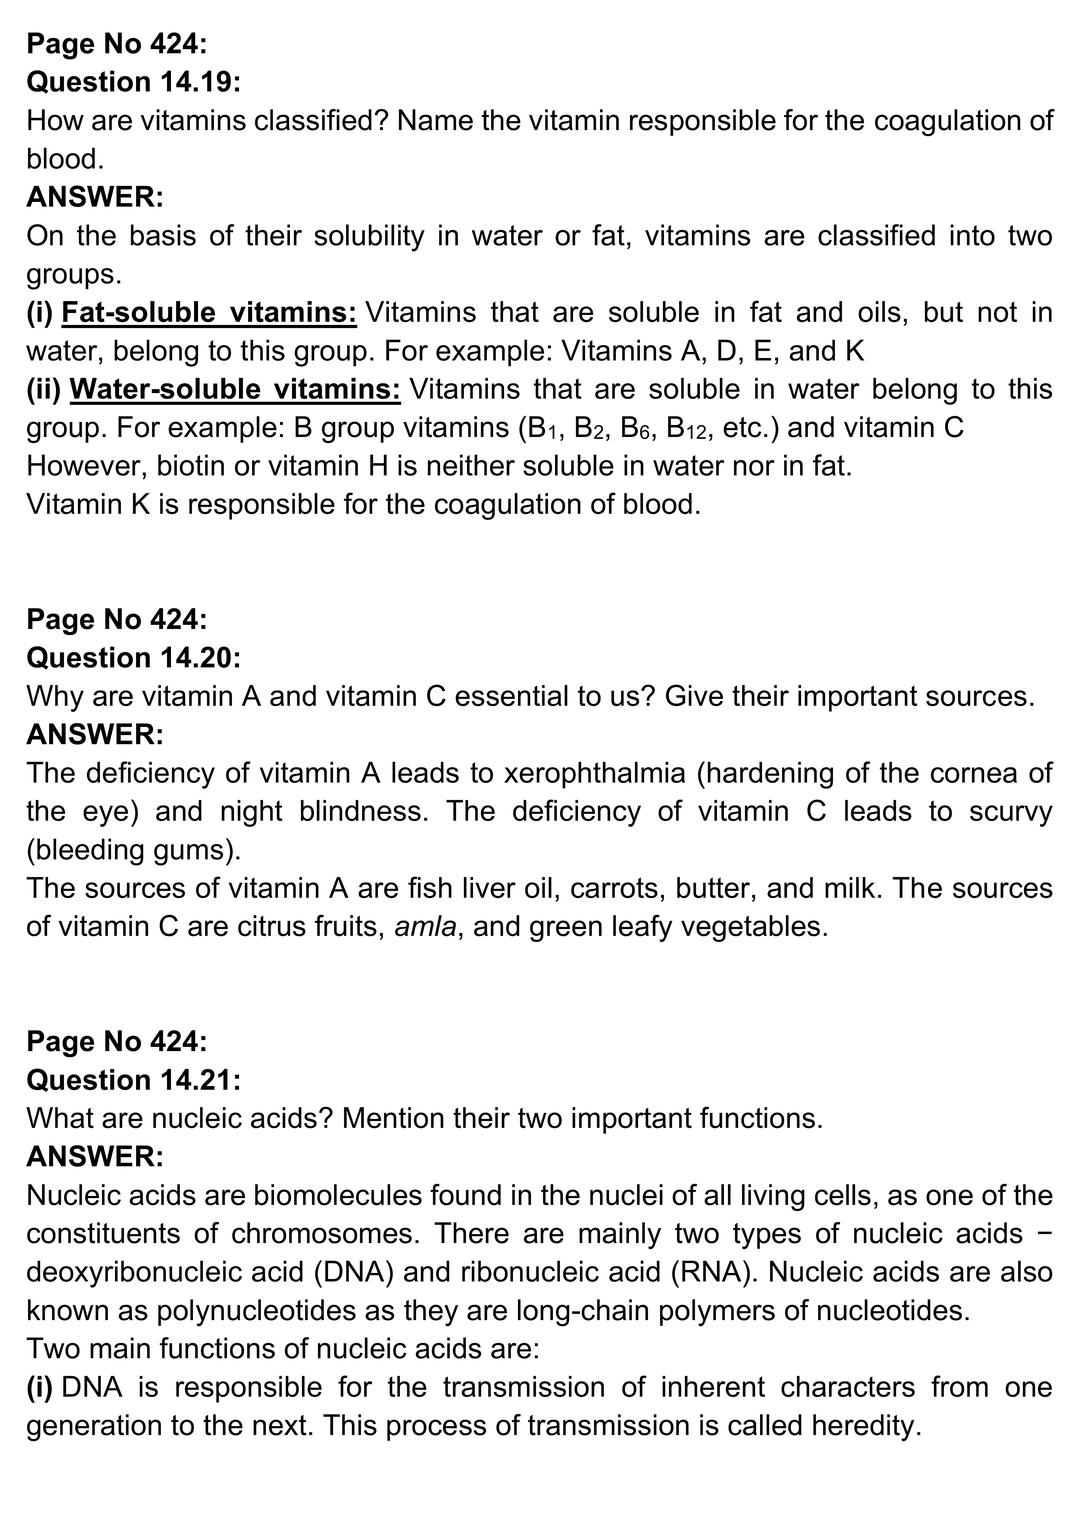 Page No 424:
Question 14.19:
How are vitamins classified? Name the vitamin responsible for the coagulation of
blood.
ANSWER:
On the basis of their solubility in water or fat, vitamins are classified into two
groups.
(i) Fat-soluble vitamins: Vitamins that are soluble in fat and oils, but not in
water, belong to this group. For example: Vitamins A, D, E, and K
(ii) Water-soluble vitamins: Vitamins that are soluble in water belong to this
group. For example: B group vitamins (B1, B2, B6, B12, etc.) and vitamin C
However, biotin or vitamin H is neither soluble in water nor in fat.
Vitamin K is responsible for the coagulation of blood.
Page No 424:
Question 14.20:
Why are vitamin A and vitamin C essential to us? Give their important sources.
ANSWER:
The deficiency of vitamin A leads to xerophthalmia (hardening of the cornea of
the eye) and night blindness. The deficiency of vitamin C leads to scurvy
(bleeding gums).
The sources of vitamin A are fish liver oil, carrots, butter, and milk. The sources
of vitamin C are citrus fruits, amla, and green leafy vegetables.
Page No 424:
Question 14.21:
What are nucleic acids? Mention their two important functions.
ANSWER:
Nucleic acids are biomolecules found in the nuclei of all living cells, as one of the
constituents of chromosomes. There are mainly two types of nucleic acids −
deoxyribonucleic acid (DNA) and ribonucleic acid (RNA). Nucleic acids are also
known as polynucleotides as they are long-chain polymers of nucleotides.
Two main functions of nucleic acids are:
(i) DNA is responsible for the transmission of inherent characters from one
generation to the next. This process of transmission is called heredity.